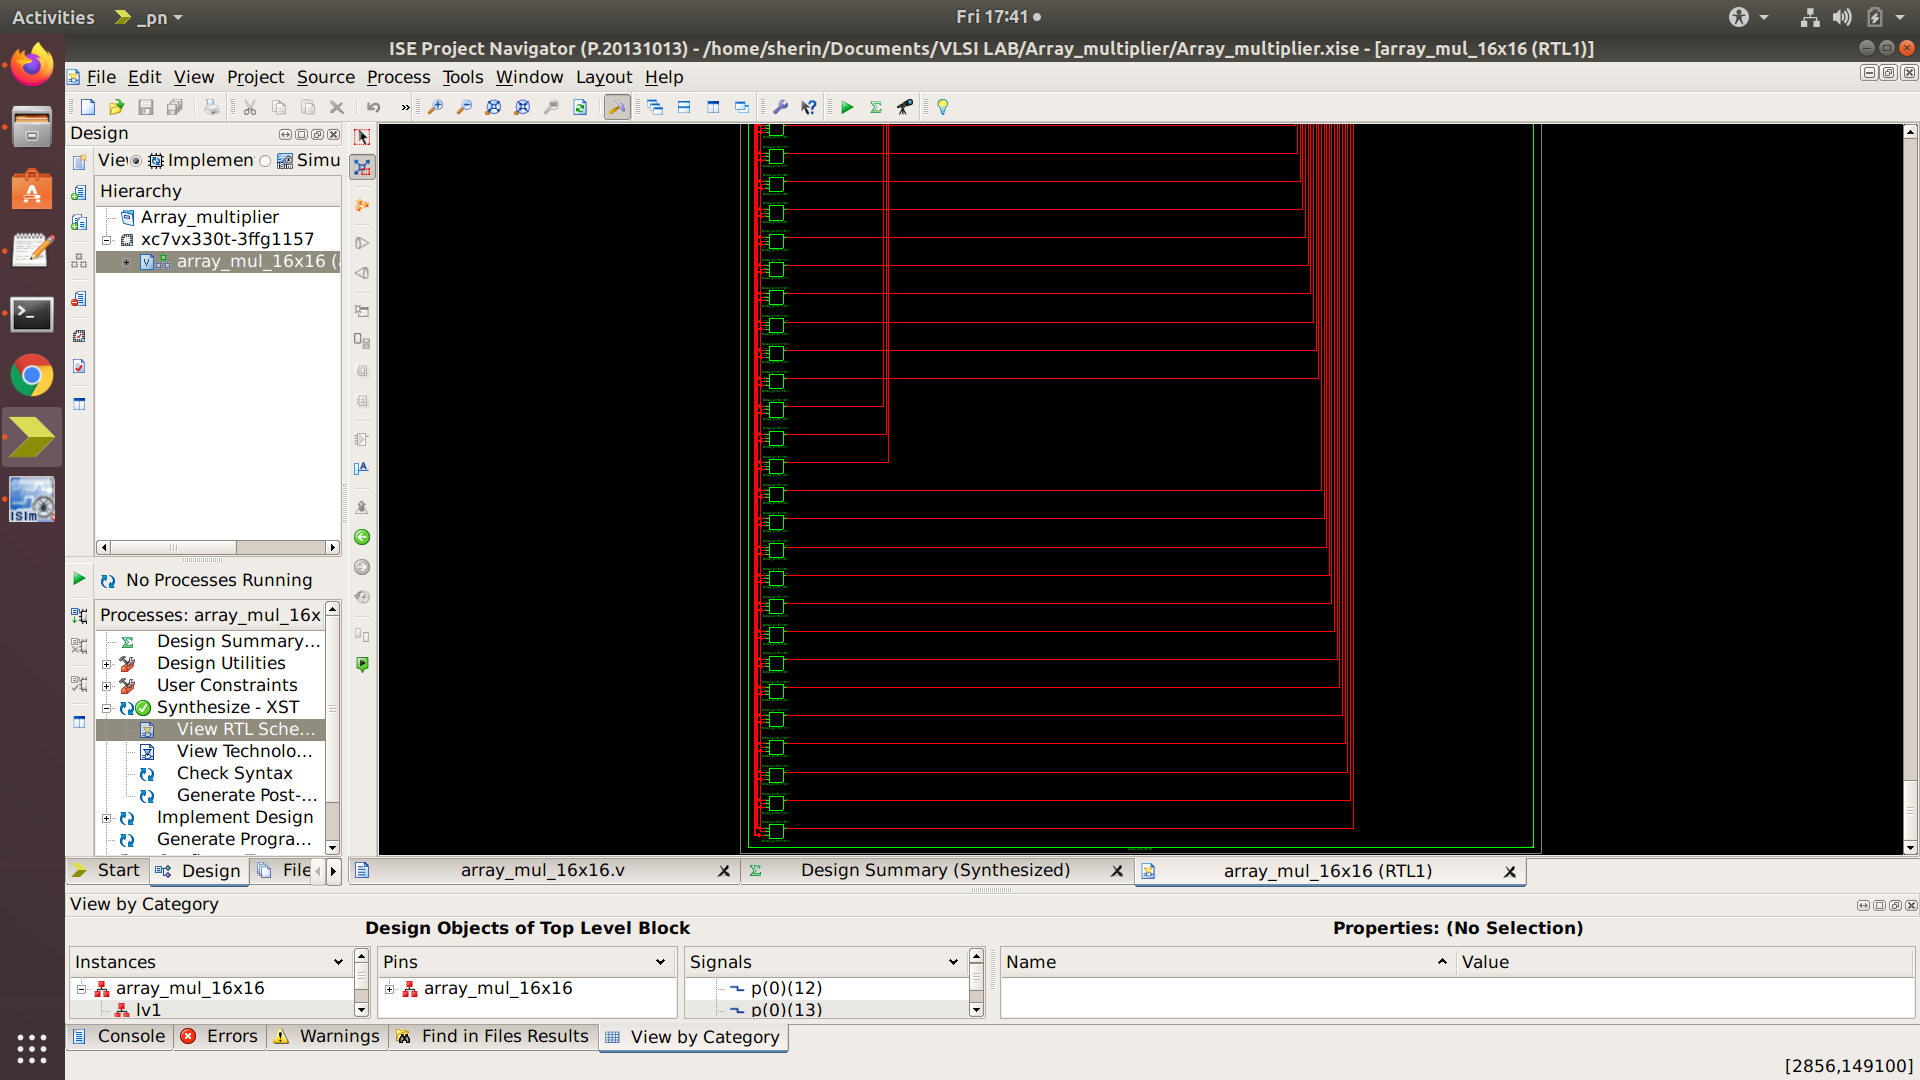 Activities
_pn
Fri 17:41
ISE Project Navigator (P.20131013) - /home/sherin/Documents/VLSI LAB/Array_multiplier/Array_multiplier.xise - [array_mul_16x16 (RTL1)]
File Edit View Project Source Process Tools Window Layout Help
Design
Implemen
Simu
Hierarchy
Array_multiplier
xc7vx330t-3ffg1157
array_mul_16x16
ISim
No Processes Running
Processes: array_mul_16x
Design Summary...
Design Utilities
User Constraints
Synthesize - XST
View RTL Sche...
View Technolo...
Check Syntax
Generate Post-...
Implement Design
Generate Progra...
Start Design File
array_mul_16x16.v
Design Summary (Synthesized)
array_mul_16x16 (RTL1)
View by Category
Design Objects of Top Level Block
Properties: (No Selection)
Instances
array_mul_16x16
lv1
Pins
array_mul_16x16
Signals
p(0)(12)
p(0)(13)
Name Value
Console Errors Warnings Find in Files Results View by Category
[2856,149100]